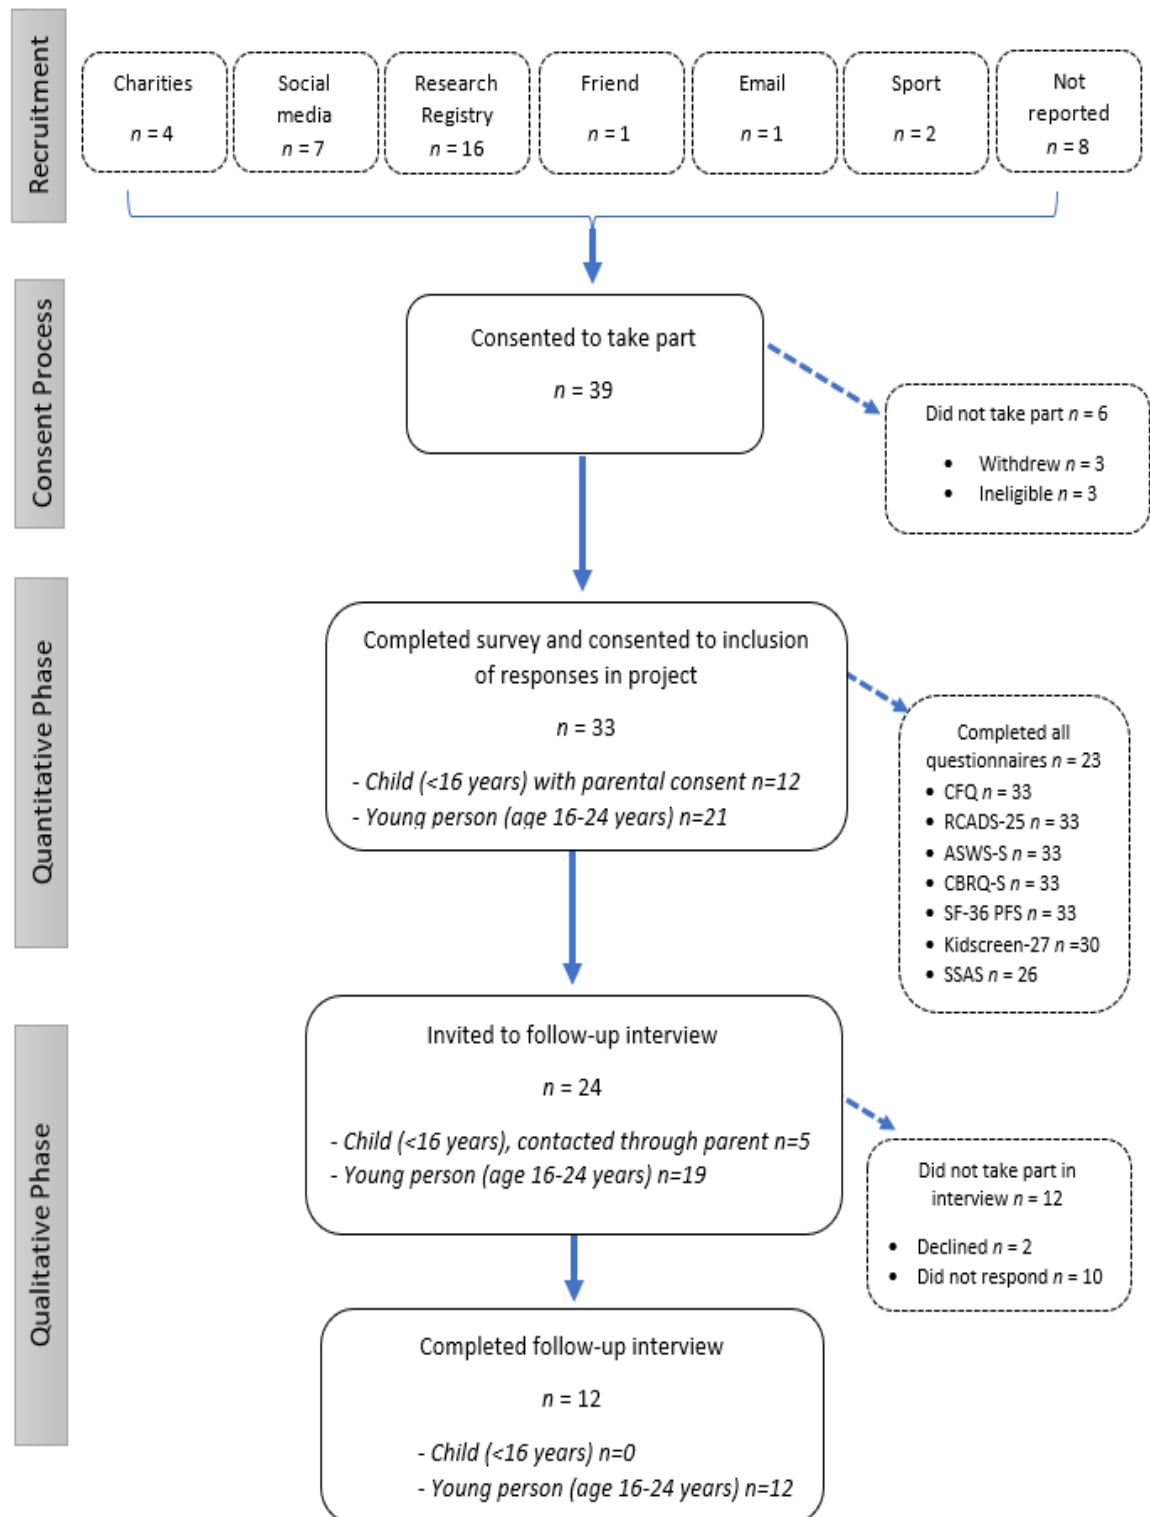 Recruitment
Charities
n = 4
Social
media
n = 7
Research
Registry
n = 16
Friend
n = 1
Email
n = 1
Sport
n = 2
Not
reported
n = 8
Consent Process
Consented to take part
n = 39
Did not take part n = 6
• Withdrew n = 3
• Ineligible n = 3
Quantitative Phase
Completed survey and consented to inclusion
of responses in project
n = 33
- Child (<16 years) with parental consent n=12
- Young person (age 16-24 years) n=21
Completed all
questionnaires n = 23
• CFQ n = 33
• RCADS-25 n = 33
• ASWS-S n = 33
• CBRQ-S n = 33
• SF-36 PFS n = 33
• Kidscreen-27 n =30
• SSAS n = 26
Qualitative Phase
Invited to follow-up interview
n = 24
- Child (<16 years), contacted through parent n=5
- Young person (age 16-24 years) n=19
Did not take part in
interview n = 12
• Declined n = 2
• Did not respond n = 10
Completed follow-up interview
n = 12
- Child (<16 years) n=0
- Young person (age 16-24 years) n=12